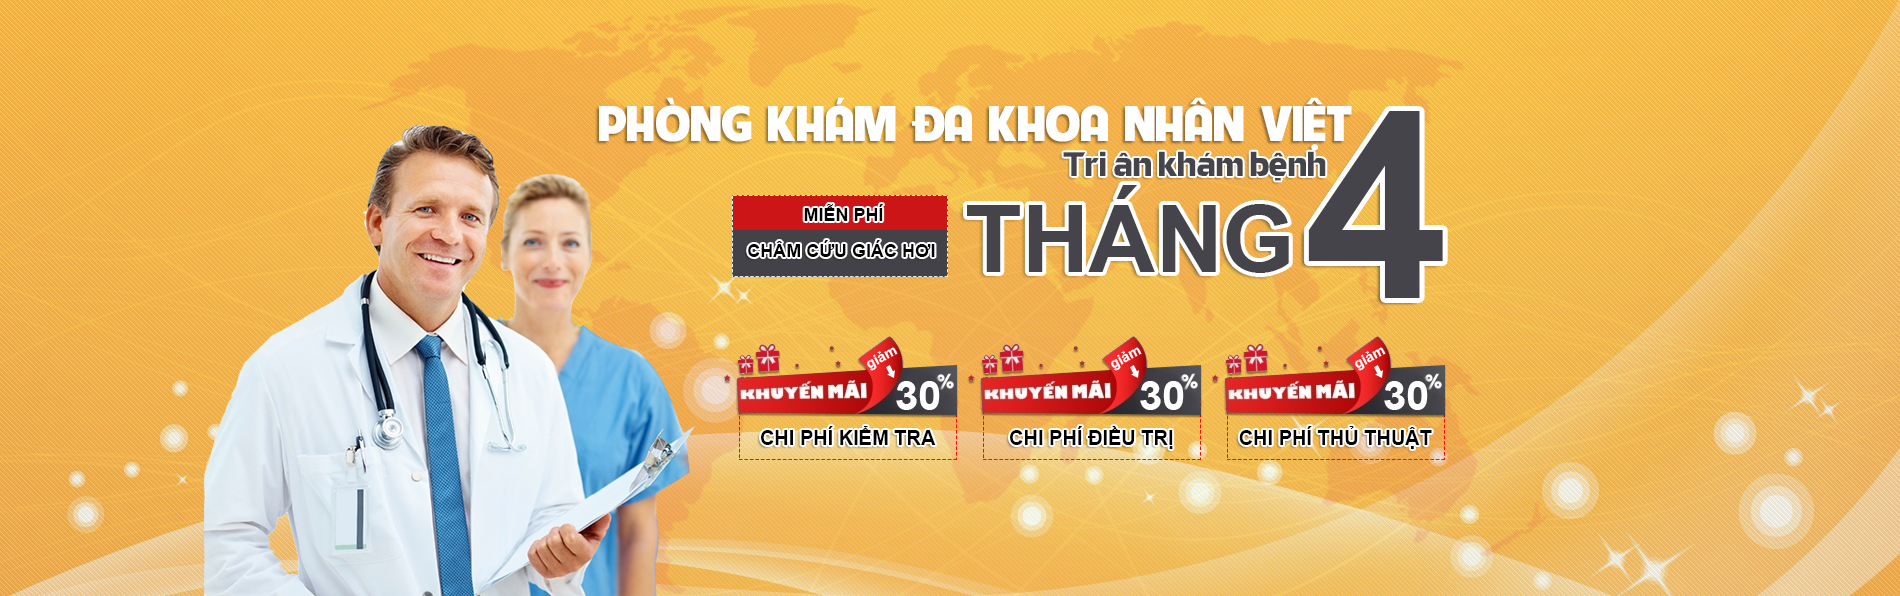 PHÒNG KHÁM ĐA KHOA NHÂN VIỆT
Tri ân khám bệnh
THÁNG 4
MIỄN PHÍ
CHÂM CỨU GIÁC HƠI
KHUYẾN MÃI giảm 30%
CHI PHÍ KIỂM TRA
KHUYẾN MÃI giảm 30%
CHI PHÍ ĐIỀU TRỊ
KHUYẾN MÃI giảm 30%
CHI PHÍ THỦ THUẬT